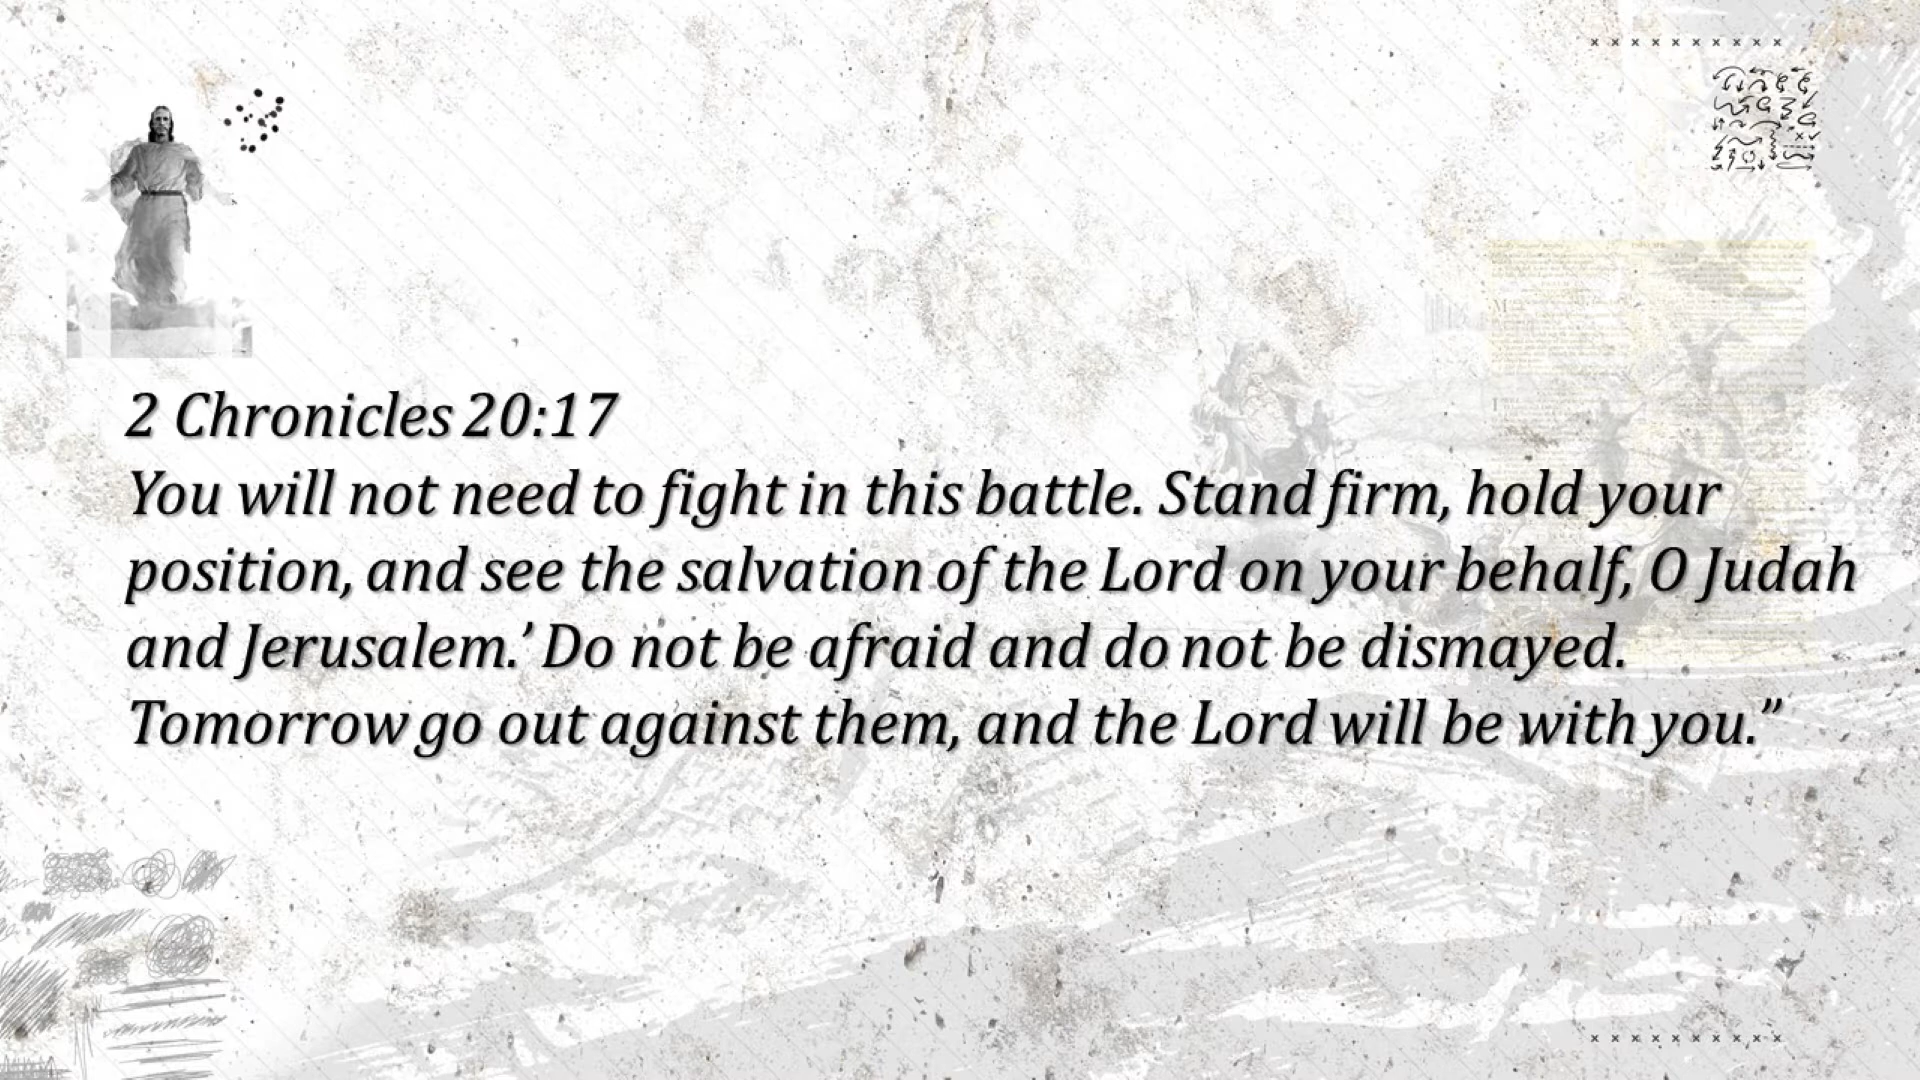 2 Chronicles 20:17
You will not need to fight in this battle. Stand firm, hold your
position, and see the salvation of the Lord on your behalf, O Judah
and Jerusalem.’ Do not be afraid and do not be dismayed.
Tomorrow go out against them, and the Lord will be with you.”